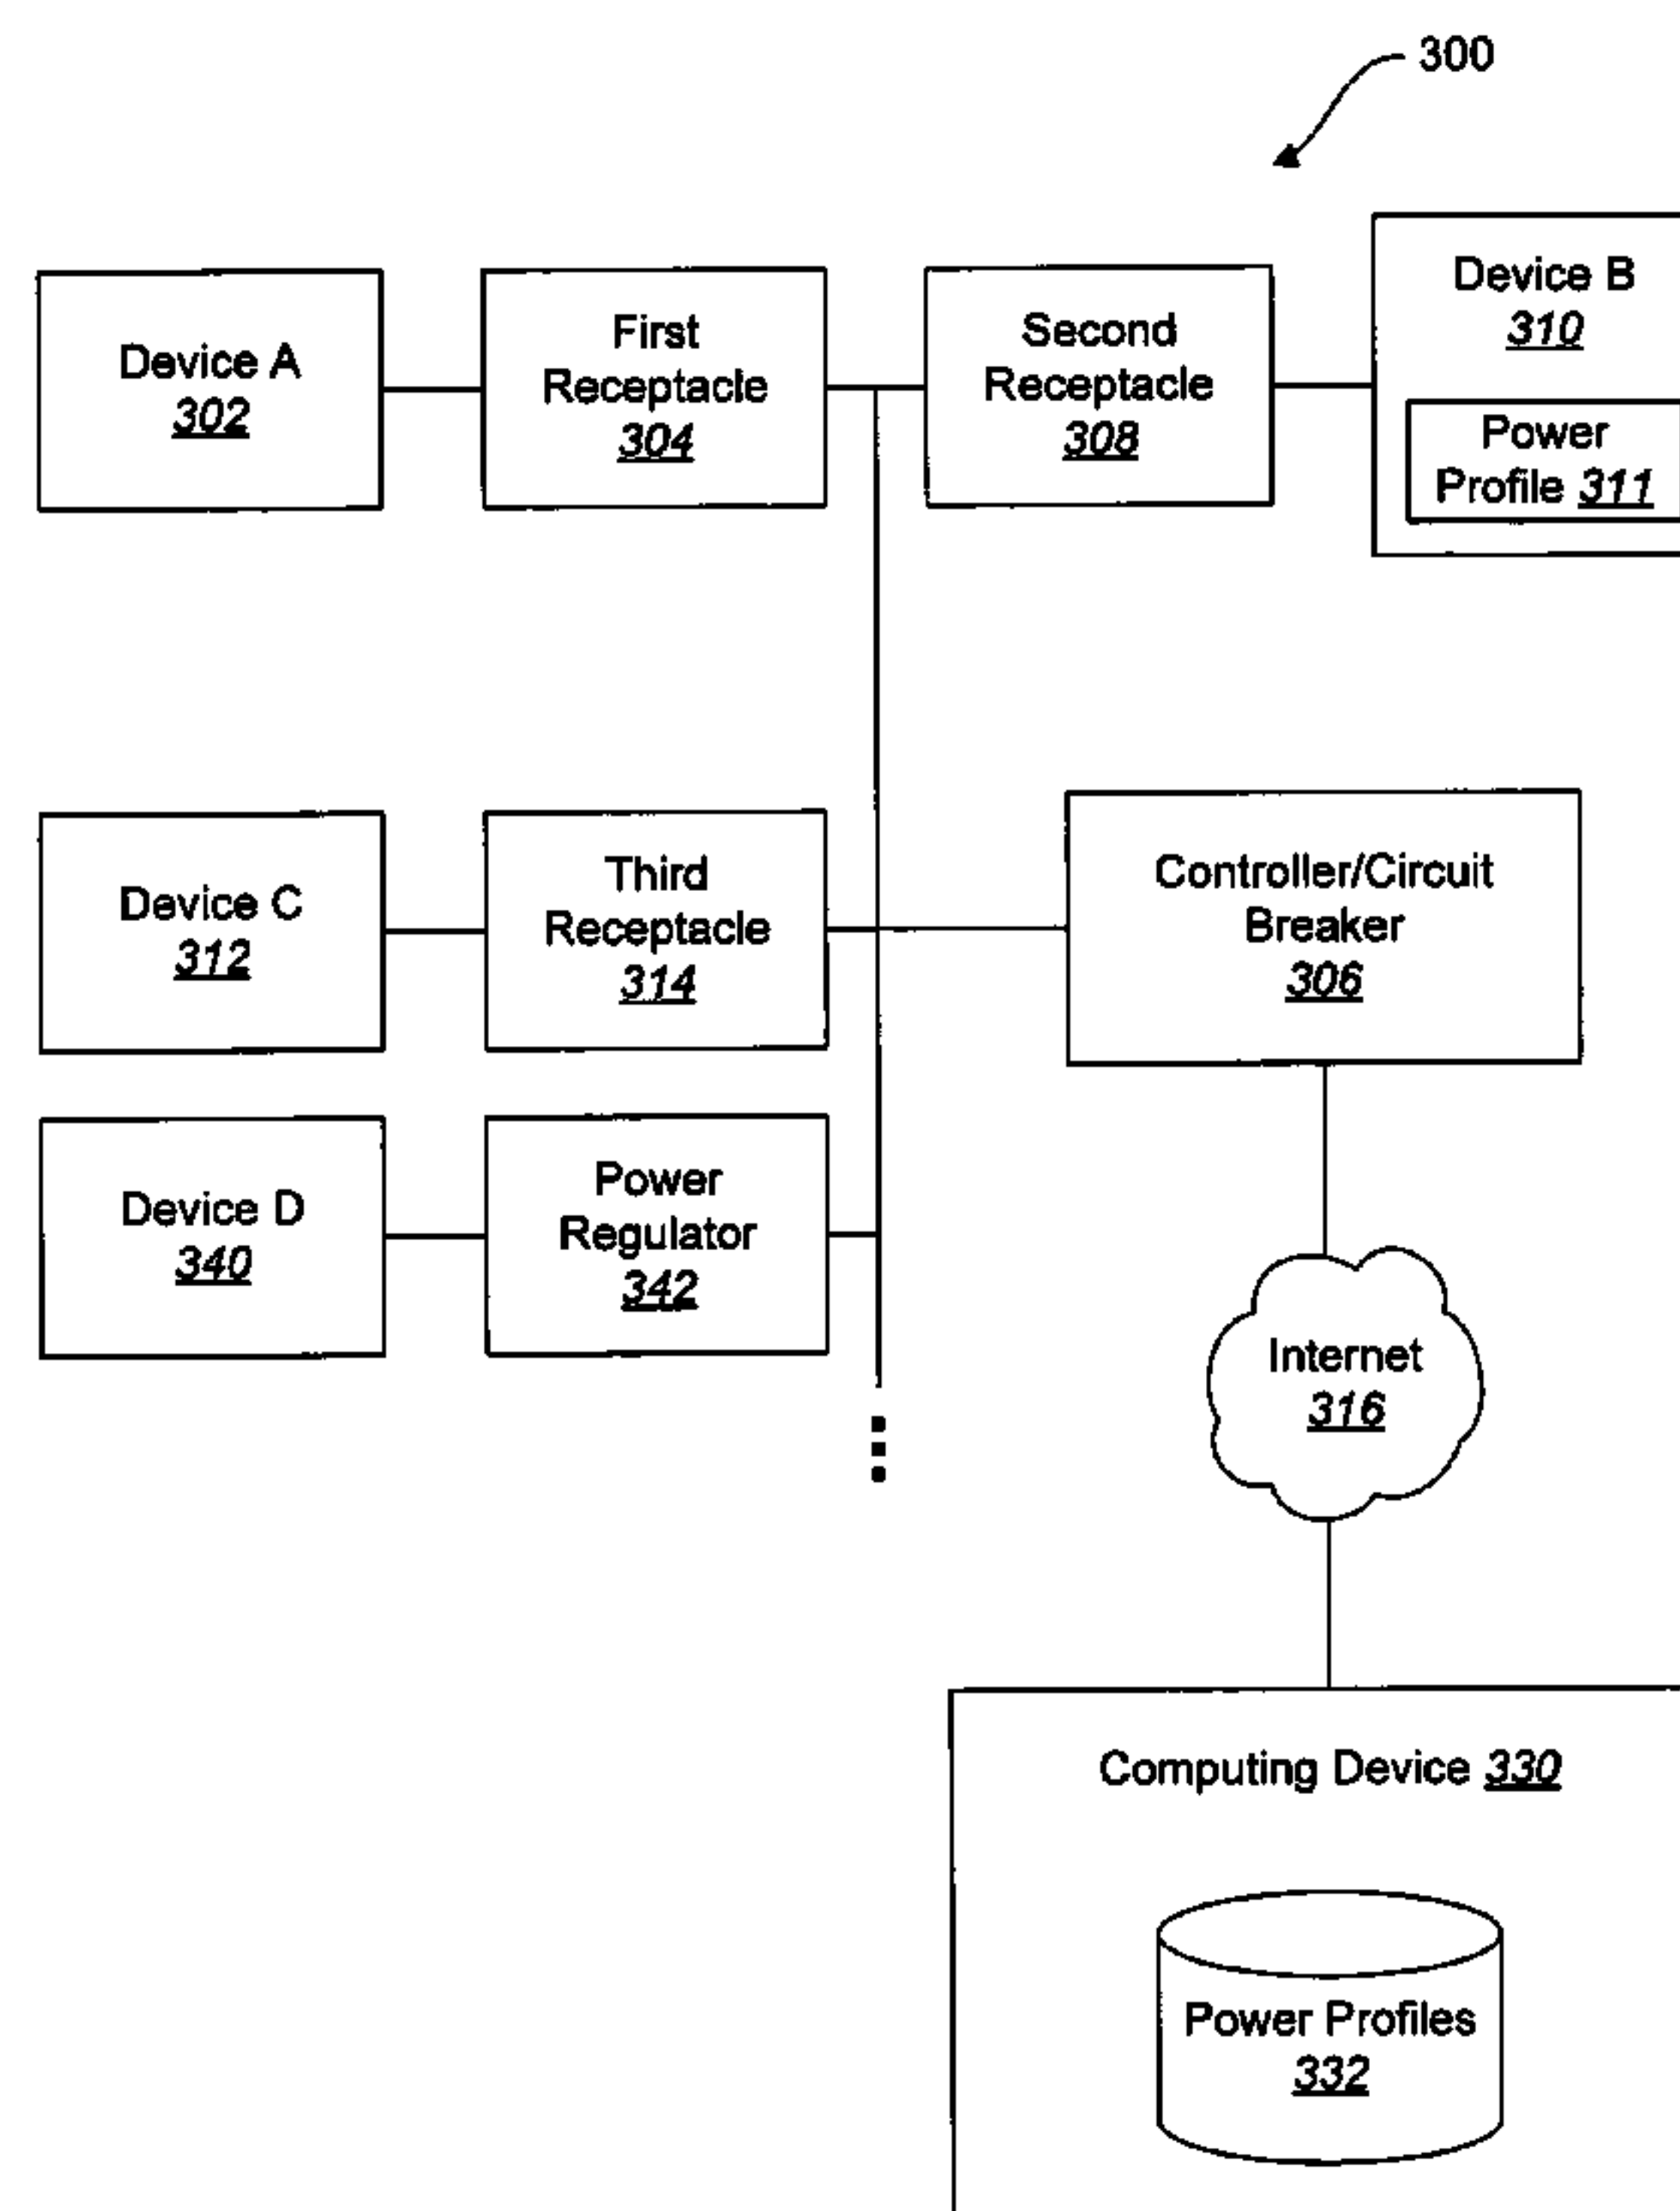 300
Device A
302
First
Receptacle
304
Second
Receptacle
308
Device B
310
Power
Profile 311
Device C
312
Third
Receptacle
314
Controller/Circuit
Breaker
306
Device D
340
Power
Regulator
342
Internet
316
Computing Device 330
Power Profiles
332